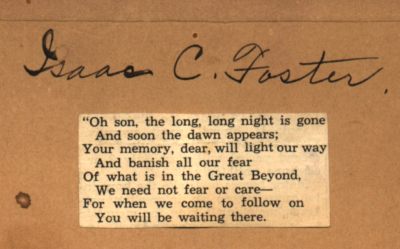 Isaac C. Foster.
"Oh son, the long, long night is gone
And soon the dawn appears;
Your memory, dear, will light our way
And banish all our fear
Of what is in the Great Beyond,
We need not fear or care—
For when we come to follow on
You will be waiting there.